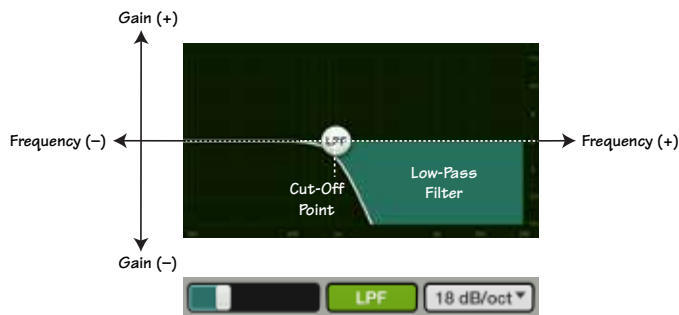 Gain (+)
Frequency (–)
LPF
Frequency (+)
Low-Pass
Filter
Cut-Off
Point
Gain (–)
LPF
18 dB/oct